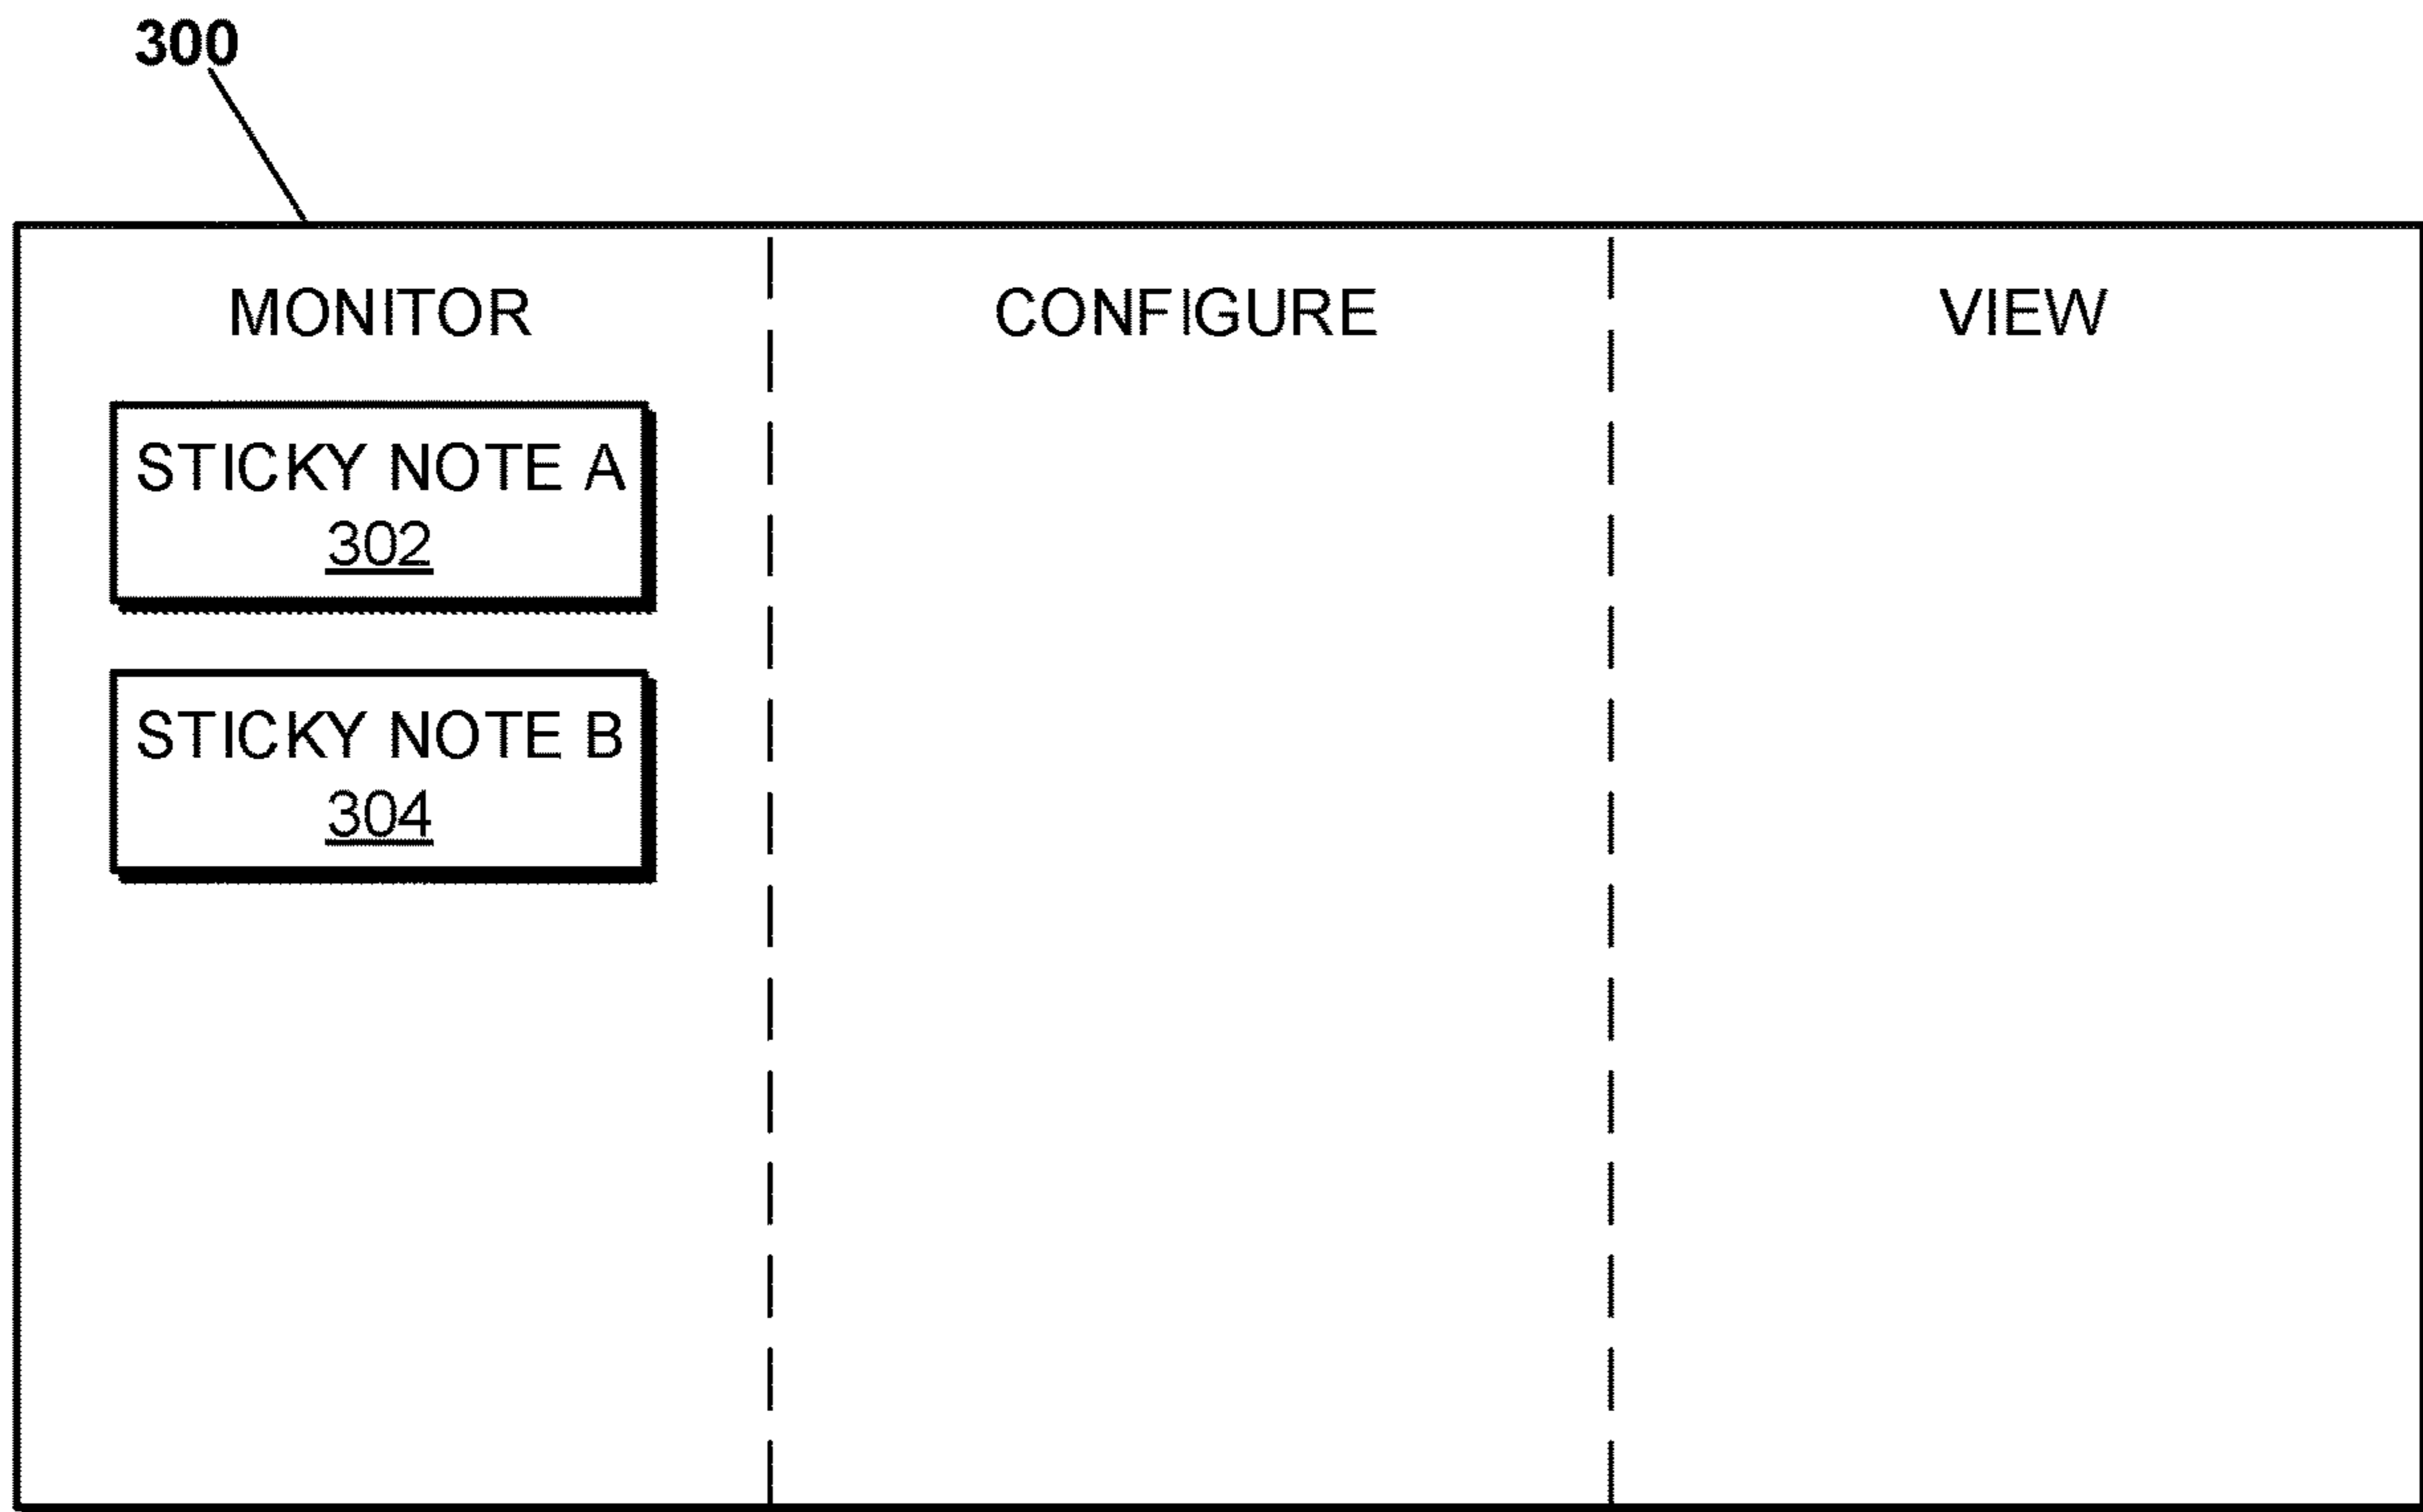 300
MONITOR CONFIGURE VIEW
STICKY NOTE A
302
STICKY NOTE B
304